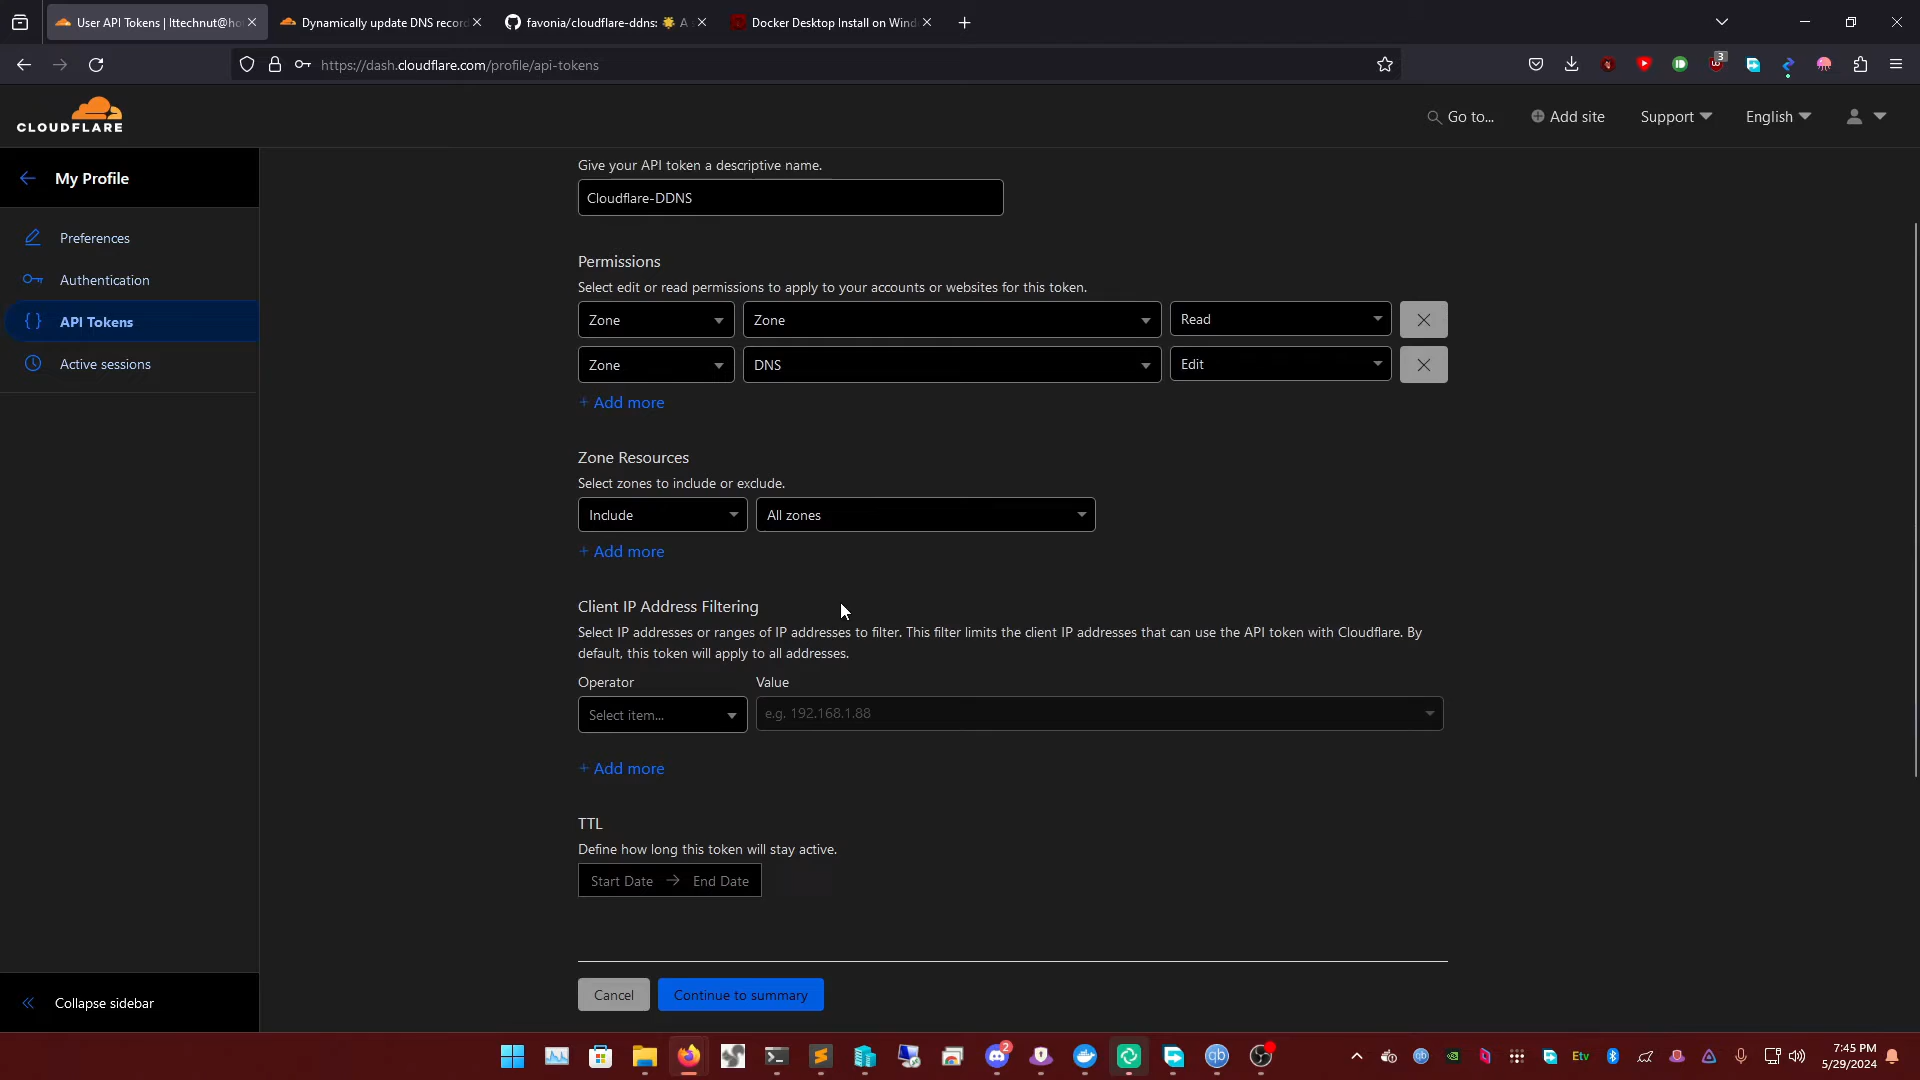 User API Tokens | lttechnut@ho
Dynamically update DNS record
favonia/cloudflare-ddns: 🌟 A
Docker Desktop Install on Wind
https://dash.cloudflare.com/profile/api-tokens
3
CLOUDFLARE
Go to...
Add site
Support
English
My Profile
Preferences
Authentication
API Tokens
Active sessions
Collapse sidebar
Give your API token a descriptive name.
Cloudflare-DDNS
Permissions
Select edit or read permissions to apply to your accounts or websites for this token.
Zone Zone Read
Zone DNS Edit
+ Add more
Zone Resources
Select zones to include or exclude.
Include All zones
+ Add more
Client IP Address Filtering
Select IP addresses or ranges of IP addresses to filter. This filter limits the client IP addresses that can use the API token with Cloudflare. By
default, this token will apply to all addresses.
Operator Value
Select item... e.g. 192.168.1.88
+ Add more
TTL
Define how long this token will stay active.
Start Date → End Date
Cancel Continue to summary
2
qb
qb
Etv
7:45 PM
5/29/2024